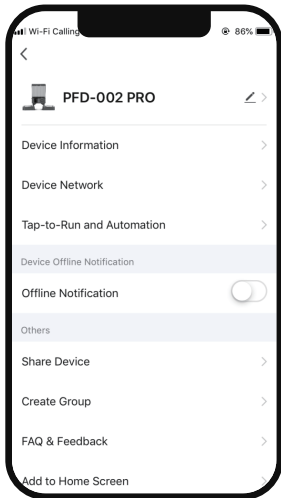 Wi-Fi Calling 86%
PFD-002 PRO
Device Information
Device Network
Tap-to-Run and Automation
Device Offline Notification
Offline Notification
Others
Share Device
Create Group
FAQ & Feedback
Add to Home Screen